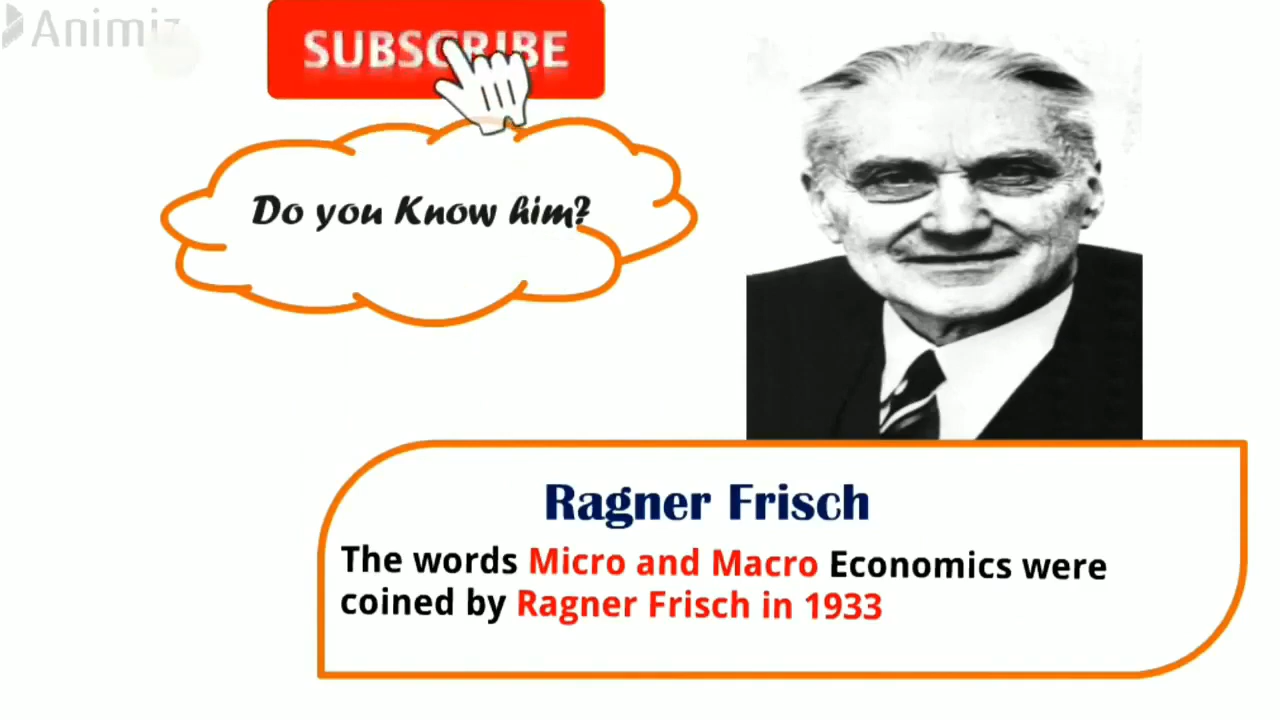 Animiz
SUBSCRIBE
Do you Know him?
Ragner Frisch
The words Micro and Macro Economics were
coined by Ragner Frisch in 1933